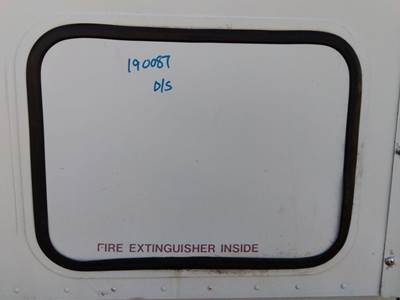 190087
D/S
FIRE EXTINGUISHER INSIDE